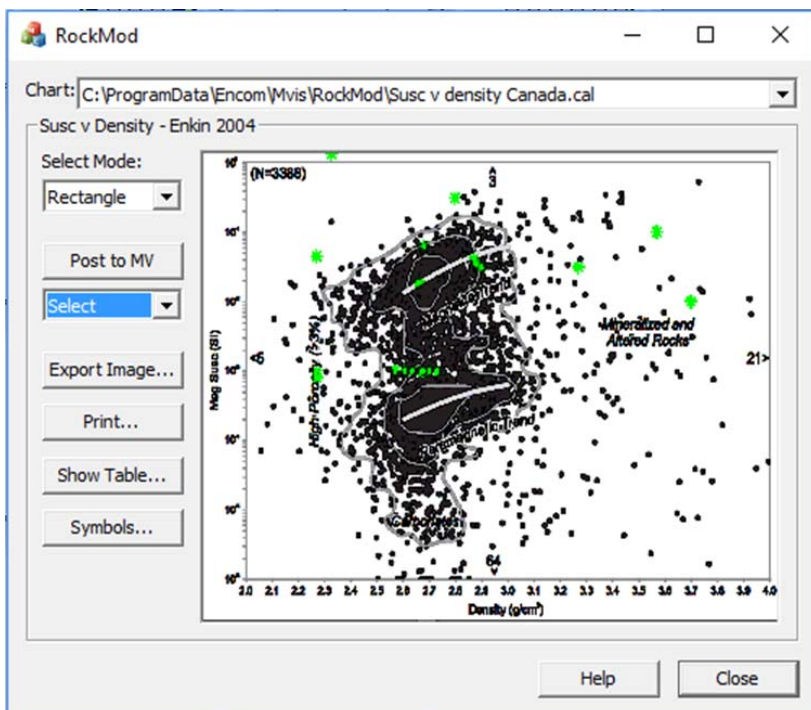 RockMod
Chart: C:\ProgramData\Encom\Mvis\RockMod\Susc v density Canada.cal
Susc v Density - Enkin 2004
Select Mode:
Rectangle
Post to MV
Select
Export Image...
Print...
Show Table...
Symbols...
(N=3388)
3
Mag Susc (SI)
High Porosity (>3%)
Mineralized and
Altered Rocks
21>
Carbonates
64
2.0 2.1 2.2 2.3 2.4 2.5 2.6 2.7 2.8 2.9 3.0 3.1 3.2 3.3 3.4 3.5 3.6 3.7 3.8 3.9 4.0
Density (g/cm³)
Help
Close